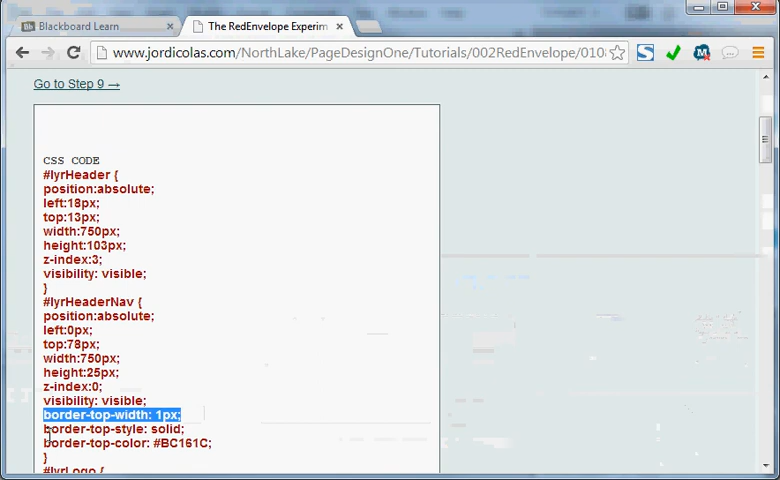 Blackboard Learn
The RedEnvelope Experim
www.jordicolas.com/NorthLake/PageDesignOne/Tutorials/002RedEnvelope/010
Go to Step 9 →
CSS CODE
#lyrHeader {
position:absolute;
left:18px;
top:13px;
width:750px;
height:103px;
z-index:3;
visibility: visible;
}
#lyrHeaderNav {
position:absolute;
left:0px;
top:78px;
width:750px;
height:25px;
z-index:0;
visibility: visible;
border-top-width: 1px;
border-top-style: solid;
border-top-color: #BC161C;
}
#lyrLogo {